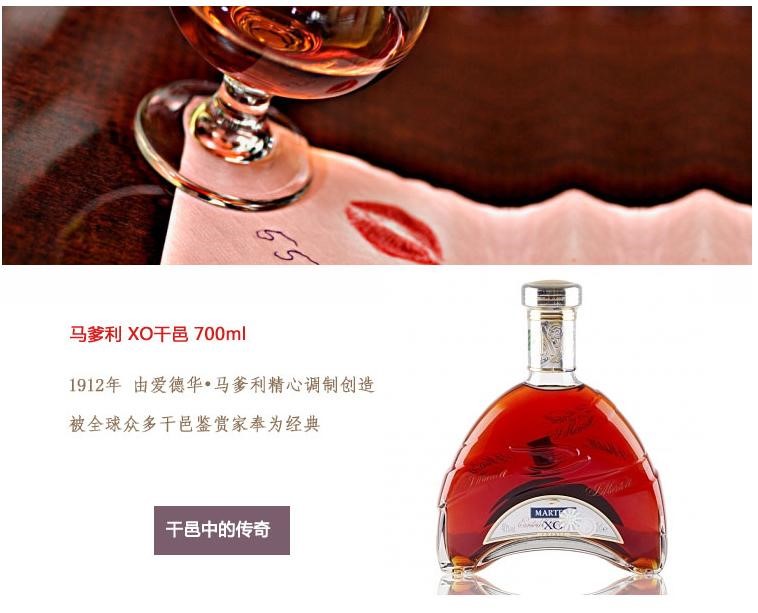 55
马爹利 XO干邑 700ml
1912年 由爱德华•马爹利精心调制创造
被全球众多干邑鉴赏家奉为经典
干邑中的传奇
MARTELL
XO